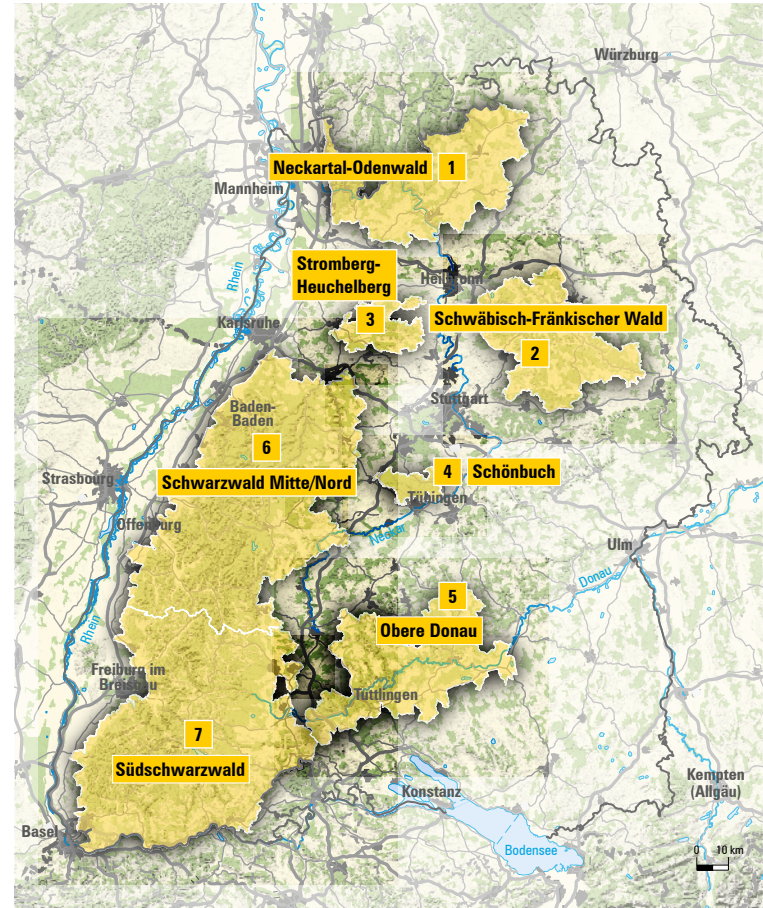 Würzburg
Neckartal-Odenwald 1
Mannheim
Rhein
Stromberg-
Heuchelberg
Heilbronn
3
Karlsruhe
Schwäbisch-Fränkischer Wald
2
Stuttgart
Baden-
Baden
6
Schwarzwald Mitte/Nord
Strasbourg
4 Schönbuch
Tübingen
Offenburg
Neckar
Ulm
Donau
5
Obere Donau
Rhein
Freiburg im
Breisgau
Tuttlingen
7
Südschwarzwald
Konstanz
Kempten
(Allgäu)
Basel
Bodensee
0 10 km